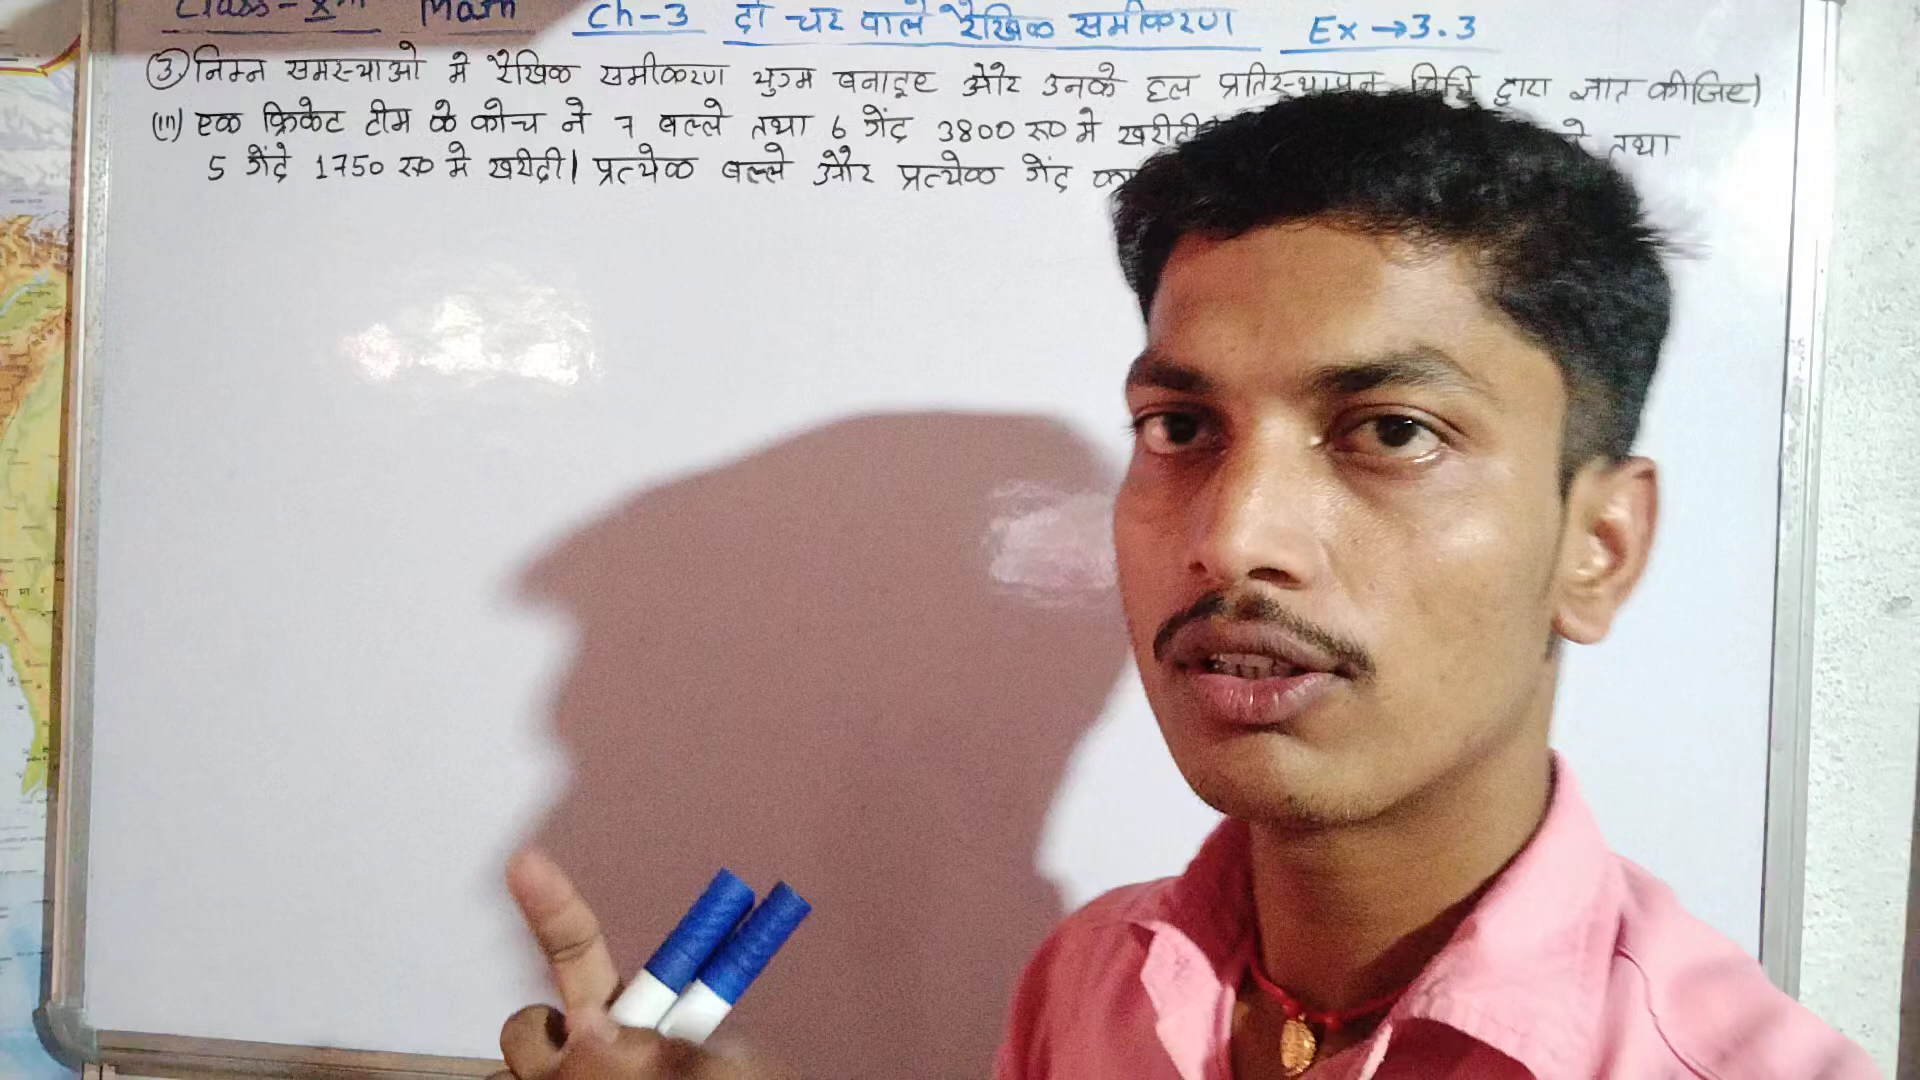 Class-Xth Math Ch-3 दो चर वाले रैखिक समीकरण Ex→3.3
③ निम्न समस्याओ मे रैखिक समीकरण युग्म बनाइए और उनके हल प्रतिस्थापन विधि द्वारा ज्ञात कीजिए।
(iii) एक क्रिकेट टीम के कोच ने 7 बल्ले तथा 6 गेंद 3800 रू० मे खरीदी तथा
5 गेंदे 1750 रू० मे खरीदी। प्रत्येक बल्ले और प्रत्येक गेंद